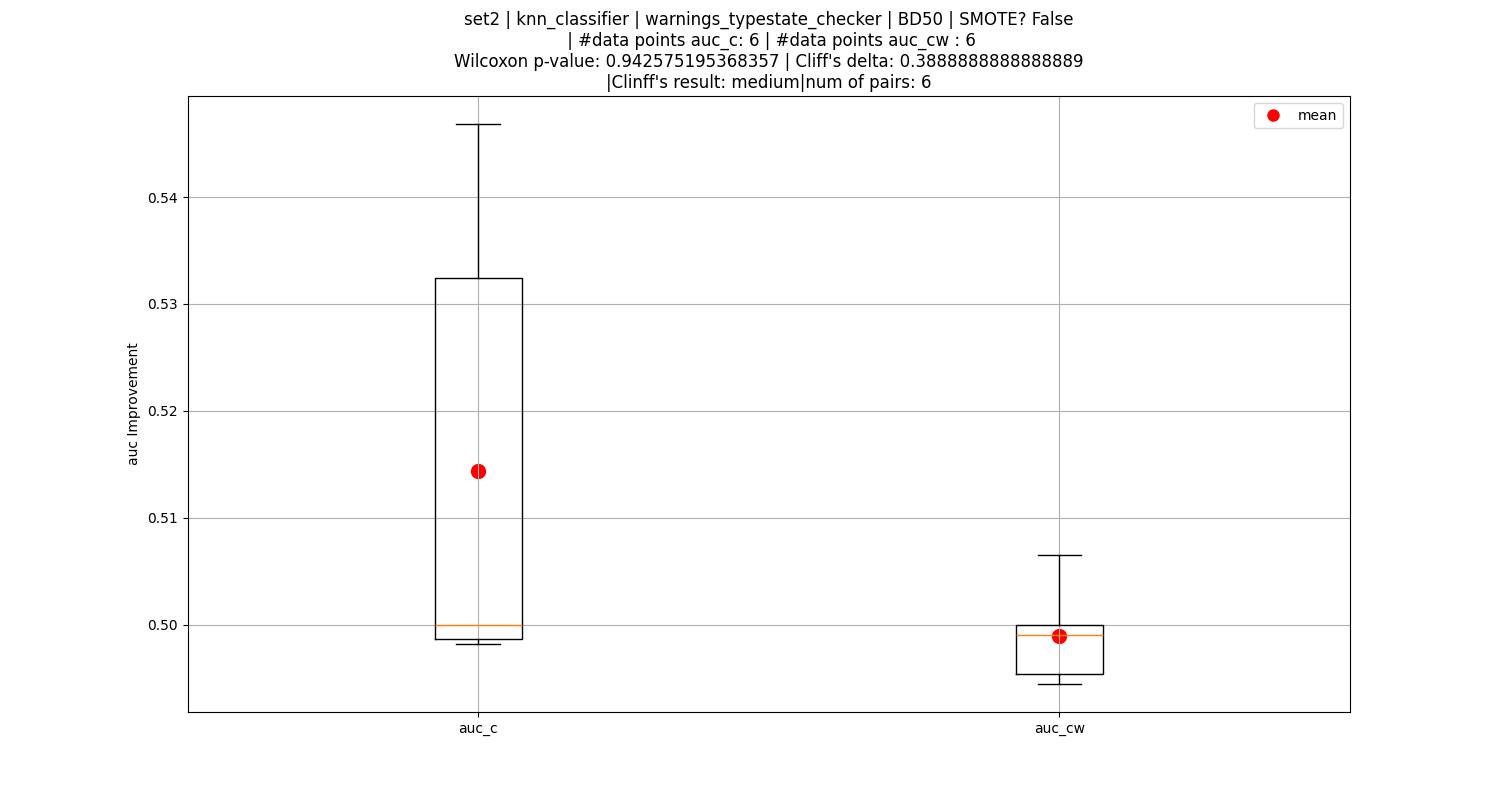 set2 | knn_classifier | warnings_typestate_checker | BD50 | SMOTE? False
| #data points auc_c: 6 | #data points auc_cw : 6
Wilcoxon p-value: 0.942575195368357 | Cliff's delta: 0.3888888888888889
|Clinff's result: medium|num of pairs: 6
mean
0.54
0.53
0.52
0.51
0.50
auc Improvement
auc_c
auc_cw